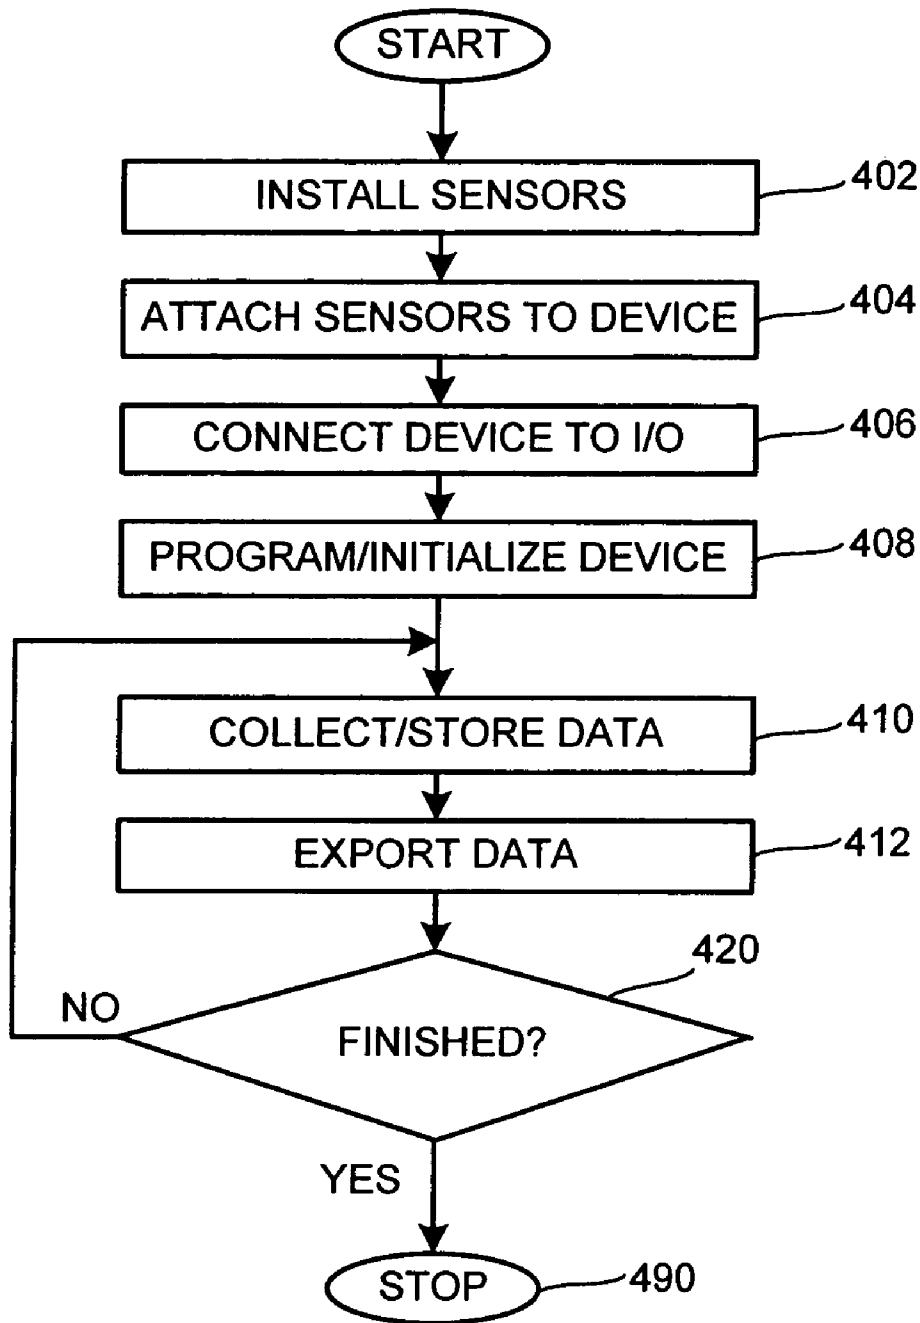 START
INSTALL SENSORS
402
ATTACH SENSORS TO DEVICE
404
CONNECT DEVICE TO I/O
406
PROGRAM/INITIALIZE DEVICE
408
COLLECT/STORE DATA
410
EXPORT DATA
412
420
NO
FINISHED?
YES
STOP
490